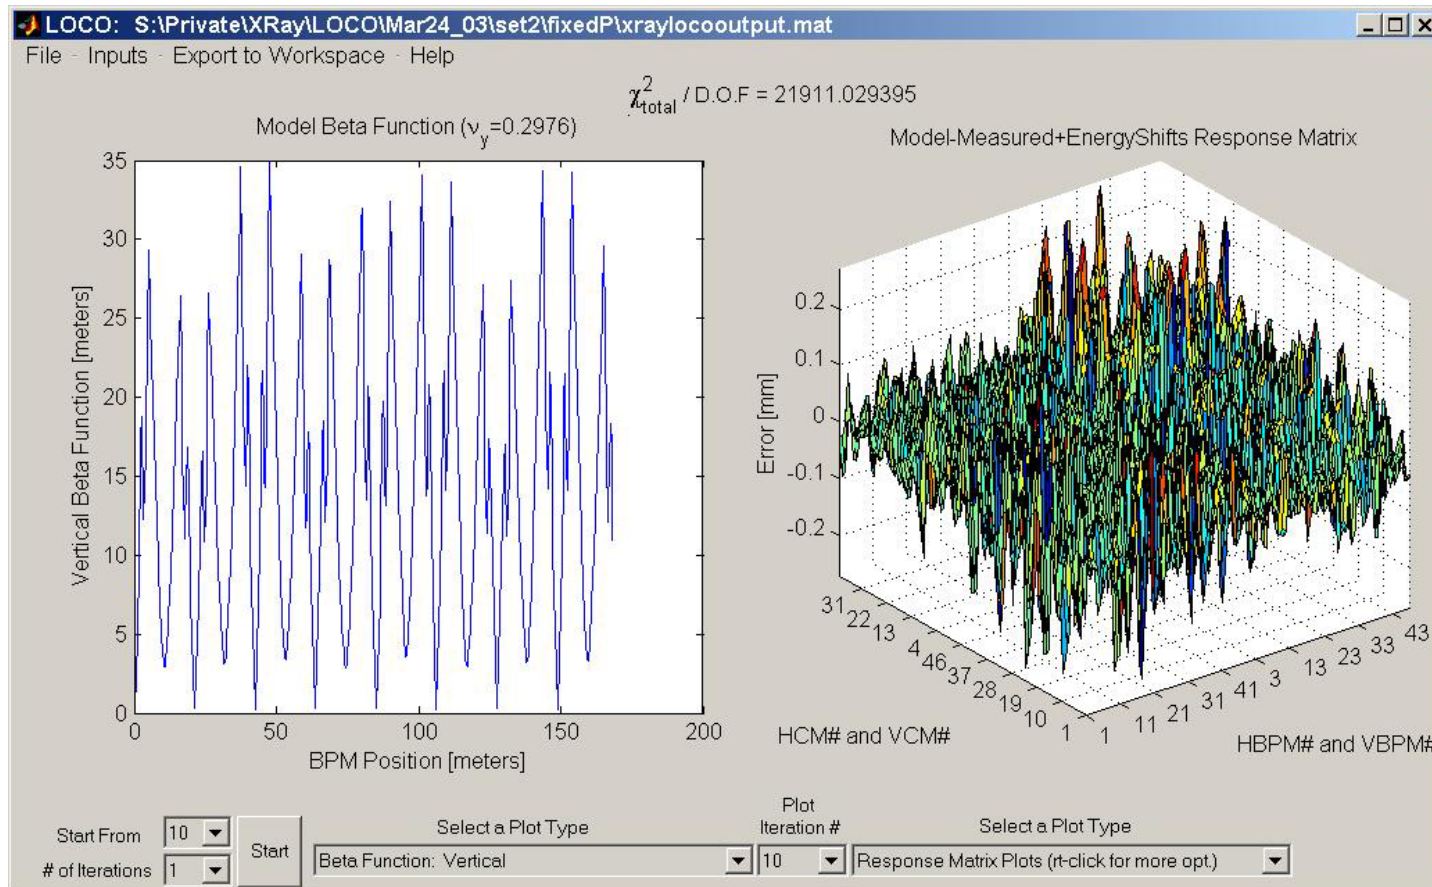 LOCO: S:\Private\XRay\LOCO\Mar24_03\set2\fixedP\xraylocooutput.mat
File - Inputs - Export to Workspace - Help
χ²total / D.O.F = 21911.029395
Model Beta Function (νy=0.2976)
Vertical Beta Function [meters]
35
30
25
20
15
10
5
0
0 50 100 150 200
BPM Position [meters]
Model-Measured+EnergyShifts Response Matrix
Error [mm]
0.2
0.1
0
-0.1
-0.2
31 22 13 4 46 37 28 19 10 1
1 11 21 31 41 3 13 23 33 43
HCM# and VCM#
HBPM# and VBPM#
Start From 10
# of Iterations 1
Start
Select a Plot Type
Beta Function: Vertical
Plot
Iteration #
10
Select a Plot Type
Response Matrix Plots (rt-click for more opt.)